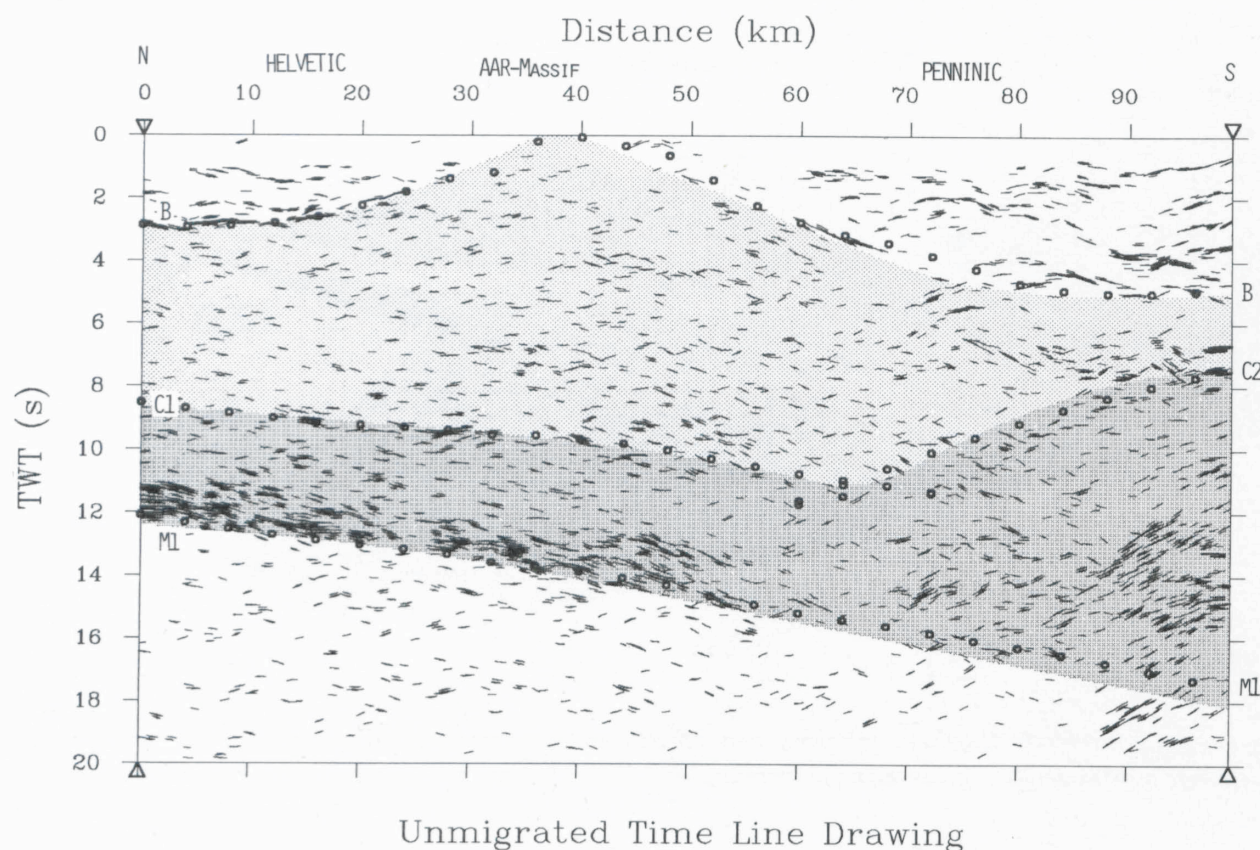 Distance (km)
N HELVETIC AAR-MASSIF PENNINIC S
0 10 20 30 40 50 60 70 80 90
0
2
B
4
B
6
8
C2
C1
10
TWT (s)
12
M1
14
16
18
M1
20
Unmigrated Time Line Drawing